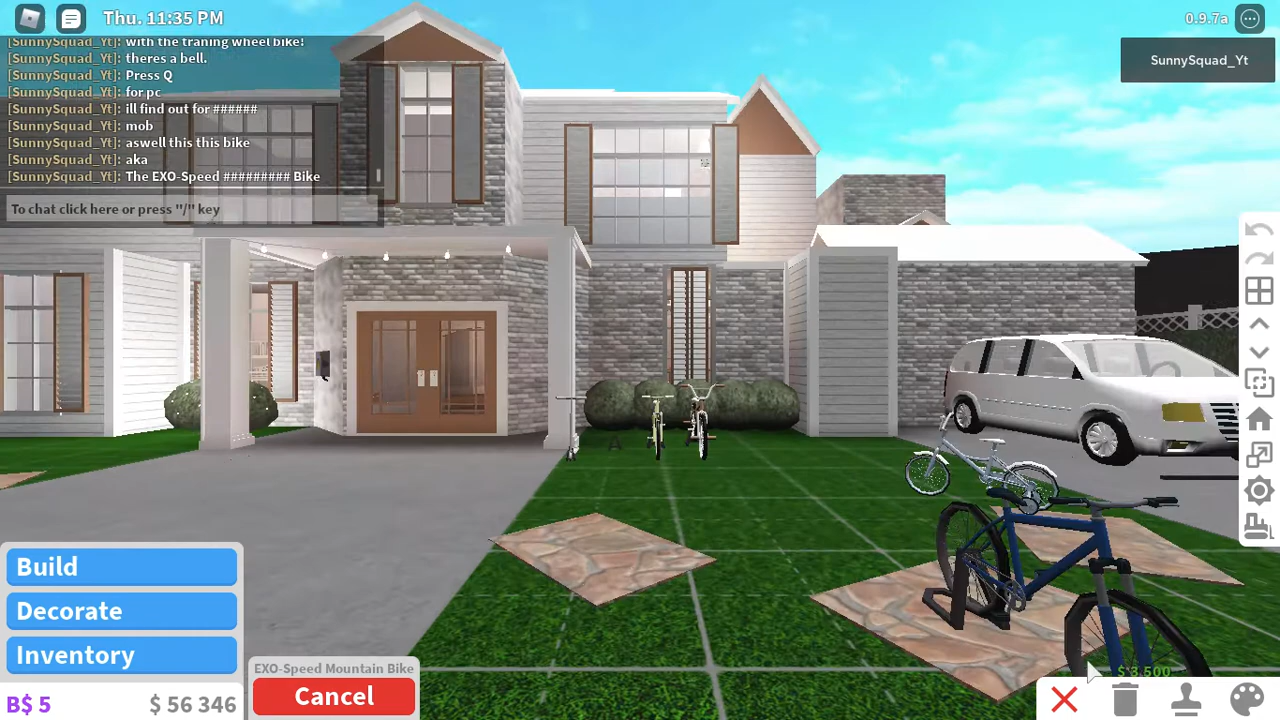 Thu. 11:35 PM
0.9.7a
SunnySquad_Yt
[SunnySquad_Yt]: with the traning wheel bike!
[SunnySquad_Yt]: theres a bell.
[SunnySquad_Yt]: Press Q
[SunnySquad_Yt]: for pc
[SunnySquad_Yt]: ill find out for ######
[SunnySquad_Yt]: mob
[SunnySquad_Yt]: aswell this this bike
[SunnySquad_Yt]: aka
[SunnySquad_Yt]: The EXO-Speed ######### Bike
To chat click here or press "/" key
Build
Decorate
Inventory
B$ 5
$ 56 346
EXO-Speed Mountain Bike
Cancel
$ 3,500